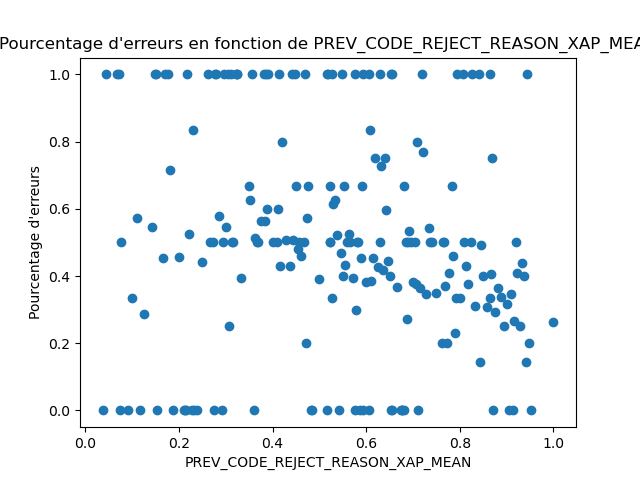 Pourcentage d'erreurs en fonction de PREV_CODE_REJECT_REASON_XAP_MEA
1.0
0.8
0.6
0.4
0.2
0.0
Pourcentage d'erreurs
0.0 0.2 0.4 0.6 0.8 1.0
PREV_CODE_REJECT_REASON_XAP_MEAN